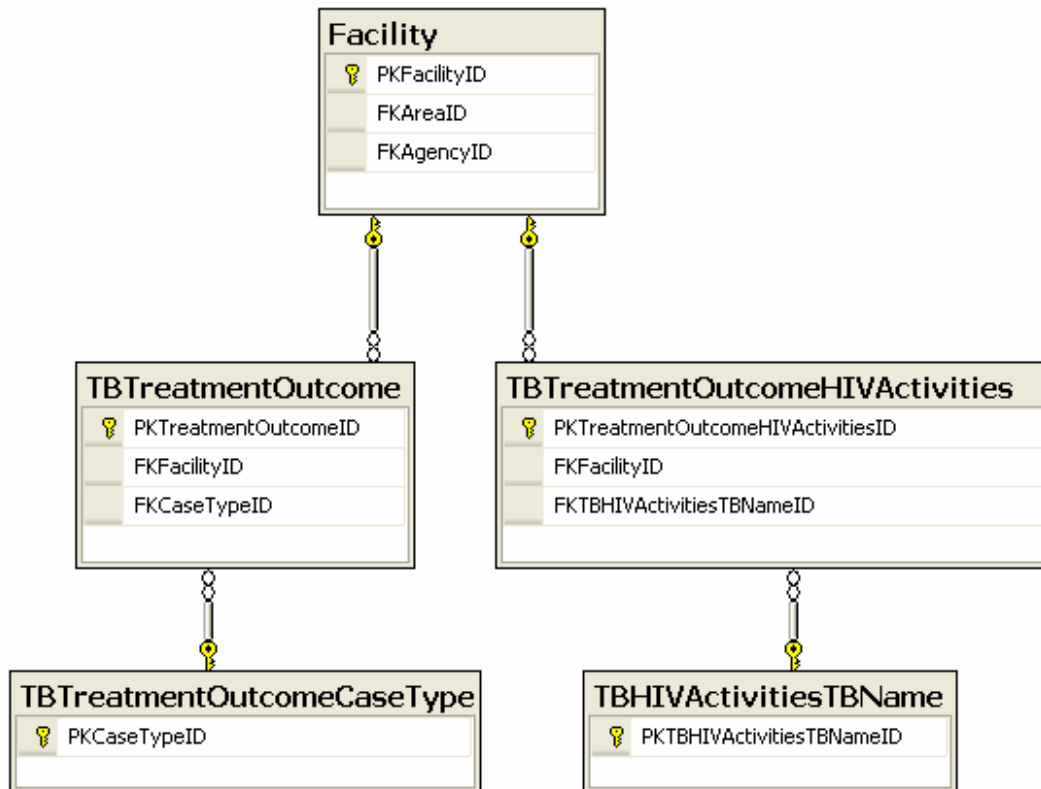 Facility
PKFacilityID
FKAreaID
FKAgencyID
TBTreatmentOutcome
PKTreatmentOutcomeID
FKFacilityID
FKCaseTypeID
TBTreatmentOutcomeHIVActivities
PKTreatmentOutcomeHIVActivitiesID
FKFacilityID
FKTBHIVActivitiesTBNameID
TBTreatmentOutcomeCaseType
PKCaseTypeID
TBHIVActivitiesTBName
PKTBHIVActivitiesTBNameID